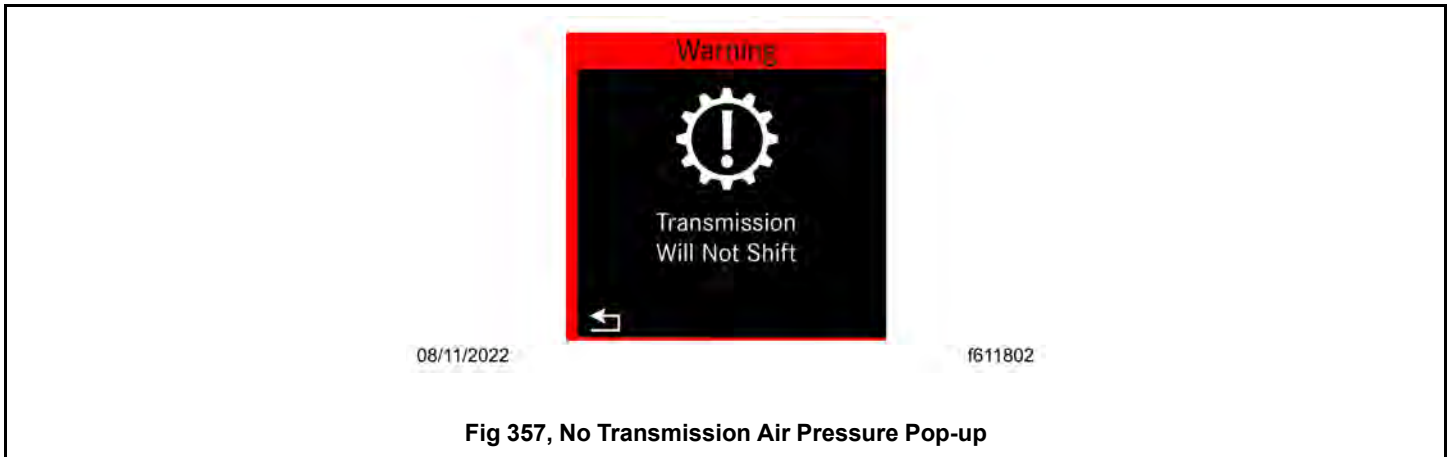 Warning
Transmission
Will Not Shift
08/11/2022 f611802
Fig 357, No Transmission Air Pressure Pop-up